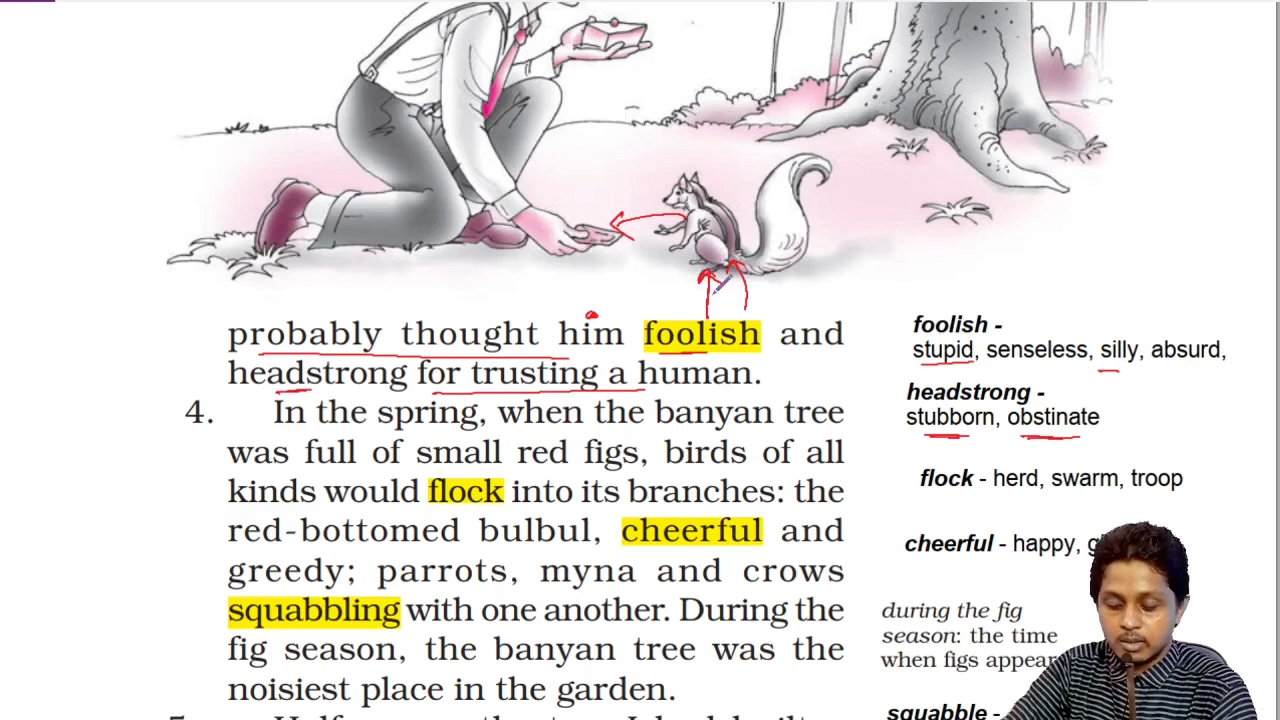 probably thought him foolish and
headstrong for trusting a human.
4. In the spring, when the banyan tree
was full of small red figs, birds of all
kinds would flock into its branches: the
red-bottomed bulbul, cheerful and
greedy; parrots, myna and crows
squabbling with one another. During the
fig season, the banyan tree was the
noisiest place in the garden.
foolish -
stupid, senseless, silly, absurd,
headstrong -
stubborn, obstinate
flock - herd, swarm, troop
cheerful - happy,
during the fig
season: the time
when figs appear
squabble -